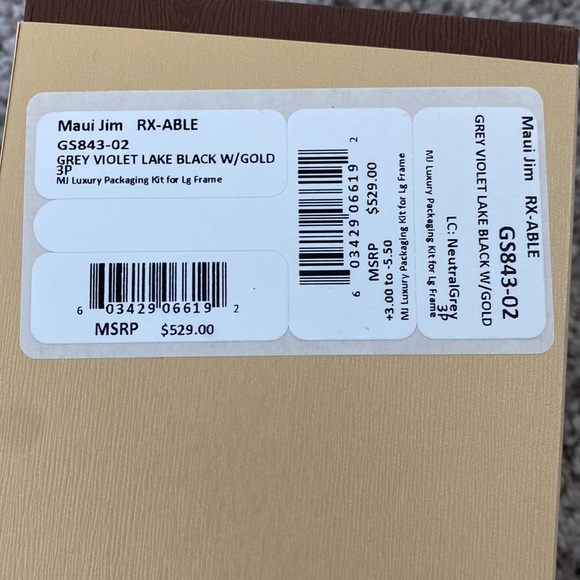 Maui Jim RX-ABLE
GS843-02
GREY VIOLET LAKE BLACK W/GOLD
3P
MJ Luxury Packaging Kit for Lg Frame
6 03429 06619 2
MSRP $529.00
6 03429 06619 2
MSRP $529.00
+3.00 to -5.50
MJ Luxury Packaging Kit for Lg Frame
Maui Jim RX-ABLE
GS843-02
GREY VIOLET LAKE BLACK W/GOLD
3P
LC: NeutralGrey
MJ Luxury Packaging Kit for Lg Frame